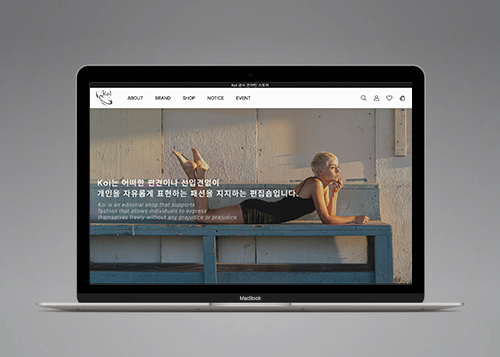 Koi 공식 온라인 스토어
Koi
ABOUT BRAND SHOP NOTICE EVENT
Koi는 어떠한 편견이나 선입견없이
개인을 자유롭게 표현하는 패션을 지지하는 편집숍입니다.
Koi is an editorial shop that supports
fashion that allows individuals to express
themselves freely without any prejudice or prejudice.
MacBook